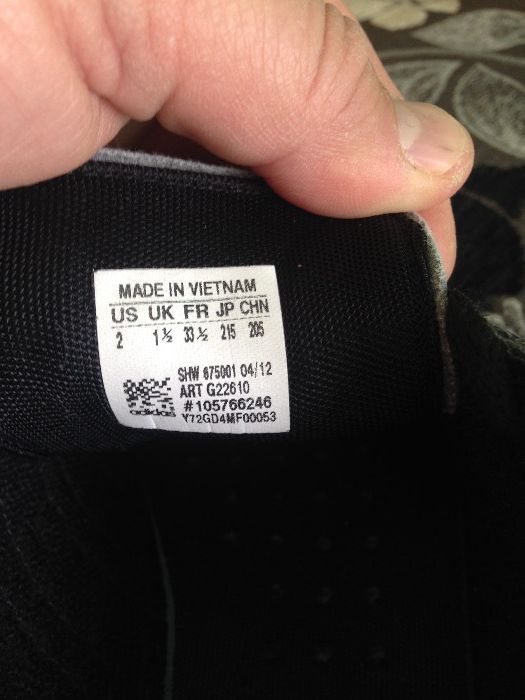 MADE IN VIETNAM
US UK FR JP CHN
2 1½ 33½ 215 205
SHW 675001 04/12
ART G22610
#105766246
adidas Y72GD4MF00053